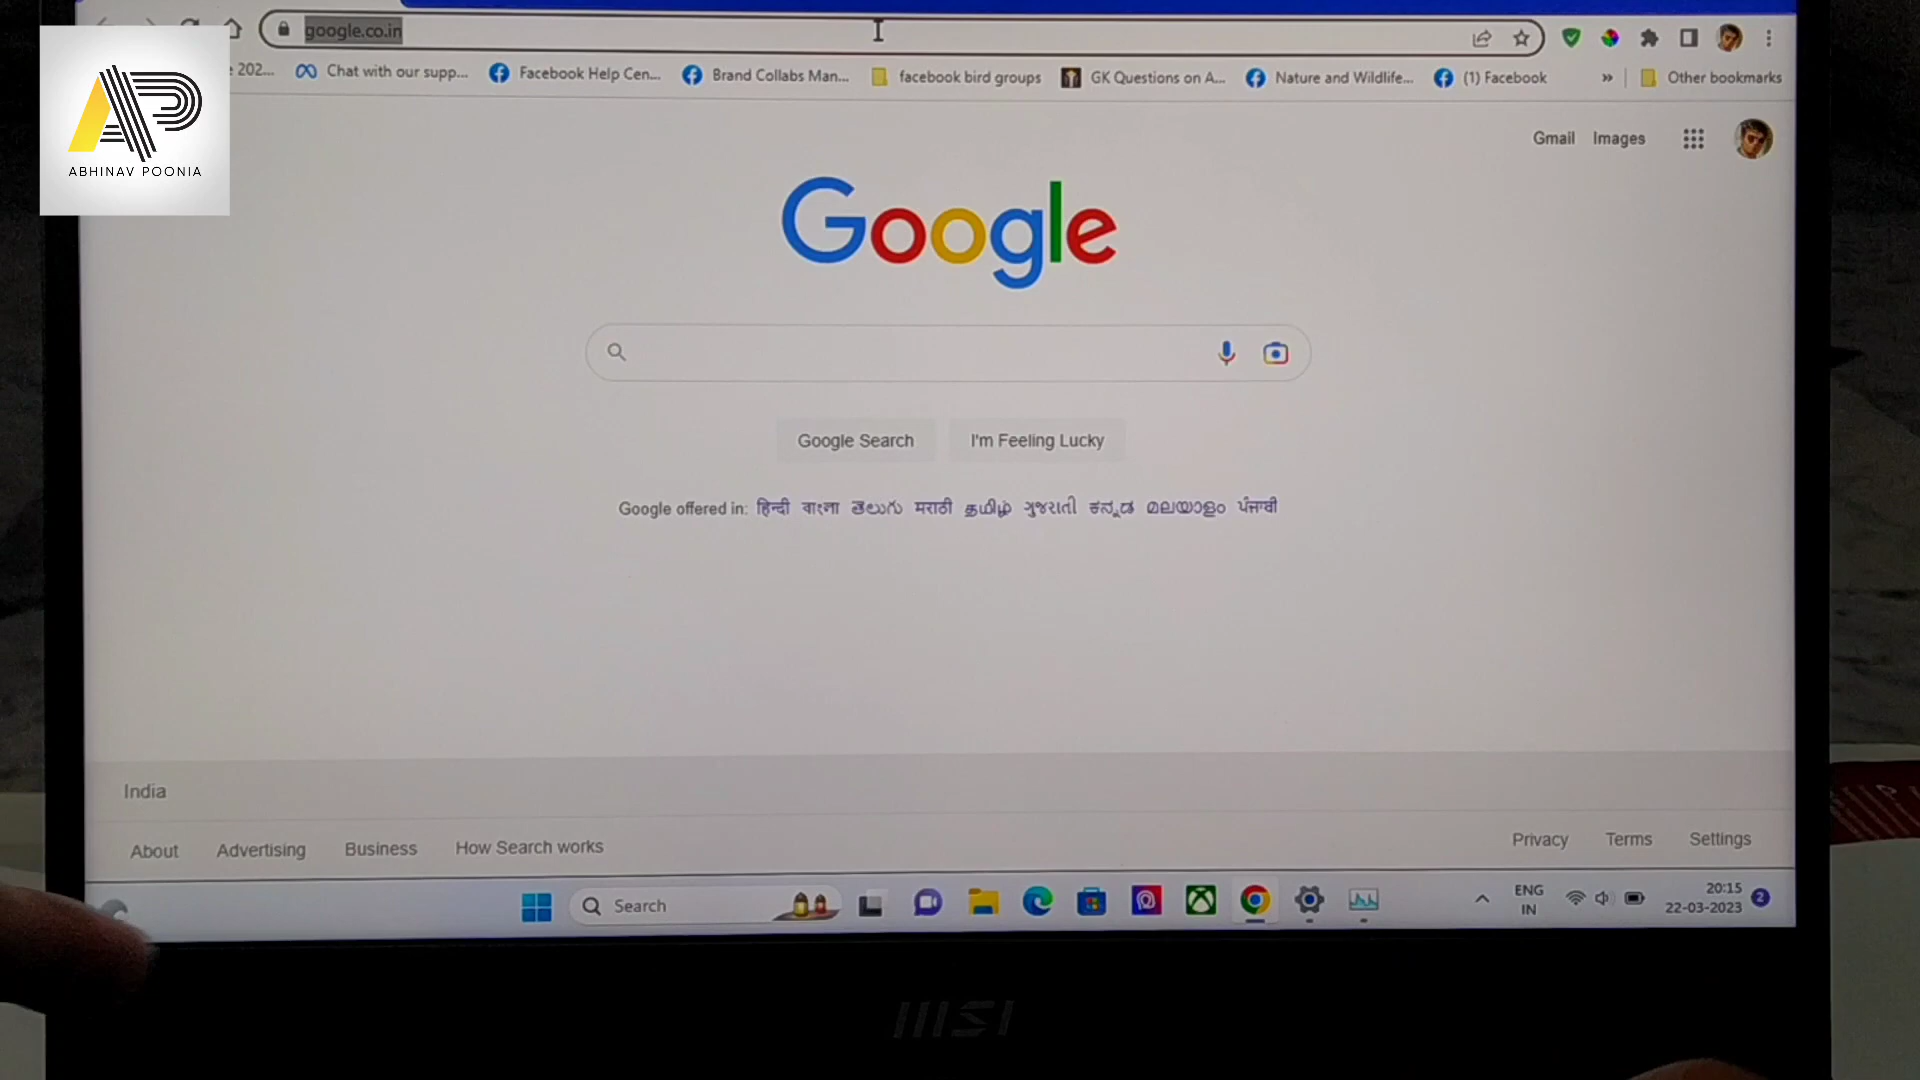 google.co.in
e 202...
Chat with our supp...
Facebook Help Cen...
Brand Collabs Man...
facebook bird groups
GK Questions on A...
Nature and Wildlife...
(1) Facebook
»
Other bookmarks
AP
ABHINAV POONIA
Gmail Images
Google
Google Search
I'm Feeling Lucky
Google offered in: हिन्दी বাংলা తెలుగు मराठी தமிழ் ગુજરાતી ಕನ್ನಡ മലയാളം ਪੰਜਾਬੀ
India
About Advertising Business How Search works
Privacy Terms Settings
Search
ENG
IN
20:15
22-03-2023
2
msi